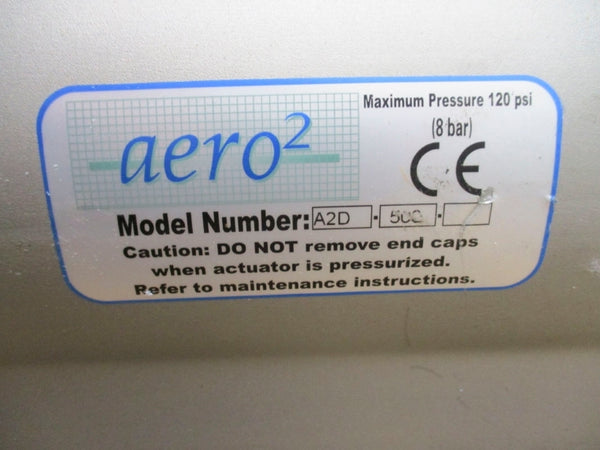 Maximum Pressure 120 psi
(8 bar)
aero²
CE
Model Number: A2D . 500 .
Caution: DO NOT remove end caps
when actuator is pressurized.
Refer to maintenance instructions.